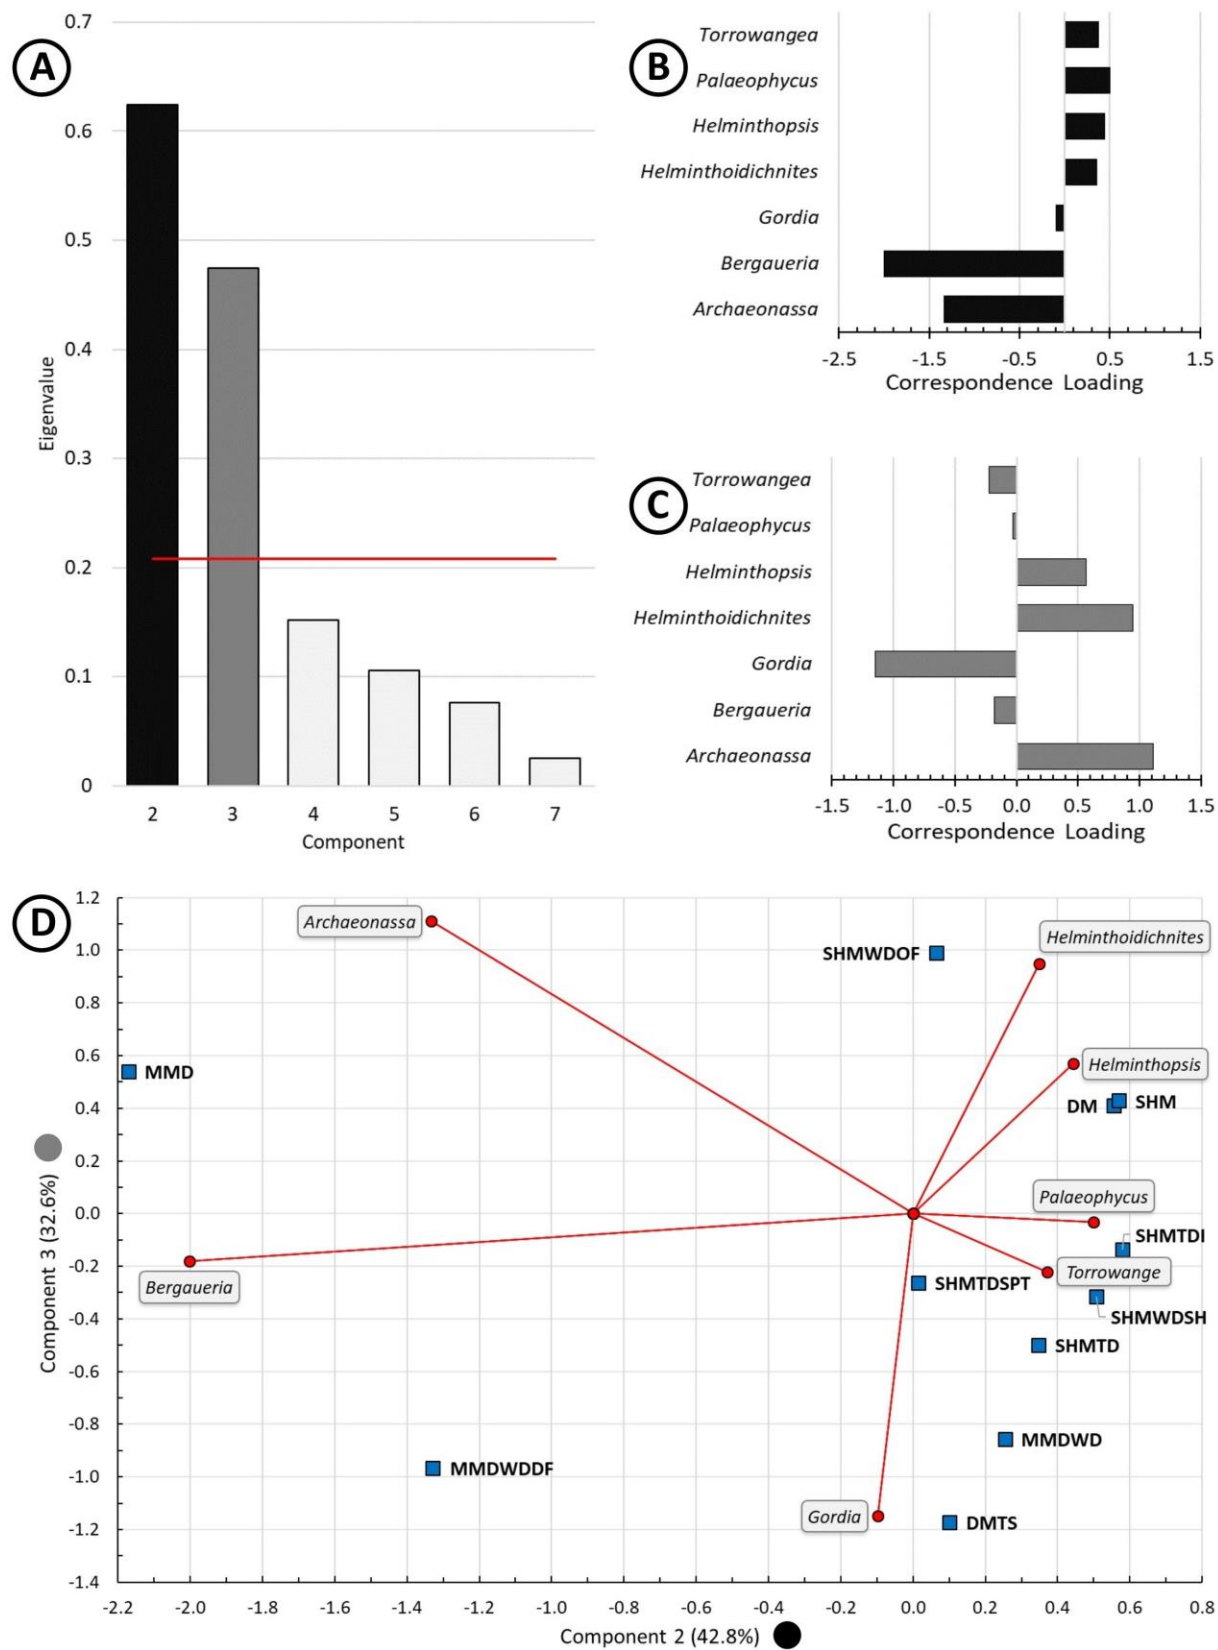 A
0.7
0.6
0.5
0.4
0.3
0.2
0.1
0
Eigenvalue
2 3 4 5 6 7
Component
B
Torrowangea
Palaeophycus
Helminthopsis
Helminthoidichnites
Gordia
Bergaueria
Archaeonassa
-2.5 -1.5 -0.5 0.5 1.5
Correspondence Loading
C
Torrowangea
Palaeophycus
Helminthopsis
Helminthoidichnites
Gordia
Bergaueria
Archaeonassa
-1.5 -1.0 -0.5 0.0 0.5 1.0 1.5
Correspondence Loading
D
1.2
1.0
0.8
0.6
0.4
0.2
0.0
-0.2
-0.4
-0.6
-0.8
-1.0
-1.2
-1.4
Component 3 (32.6%)
Archaeonassa
Helminthoidichnites
SHMWDOF
Helminthopsis
MMD
DM
SHM
Palaeophycus
SHMTDI
Torrowange
Bergaueria
SHMTDSPT
SHMWDSH
SHMTD
MMDWD
MMDWDDF
Gordia
DMTS
-2.2 -2.0 -1.8 -1.6 -1.4 -1.2 -1.0 -0.8 -0.6 -0.4 -0.2 0.0 0.2 0.4 0.6 0.8
Component 2 (42.8%)